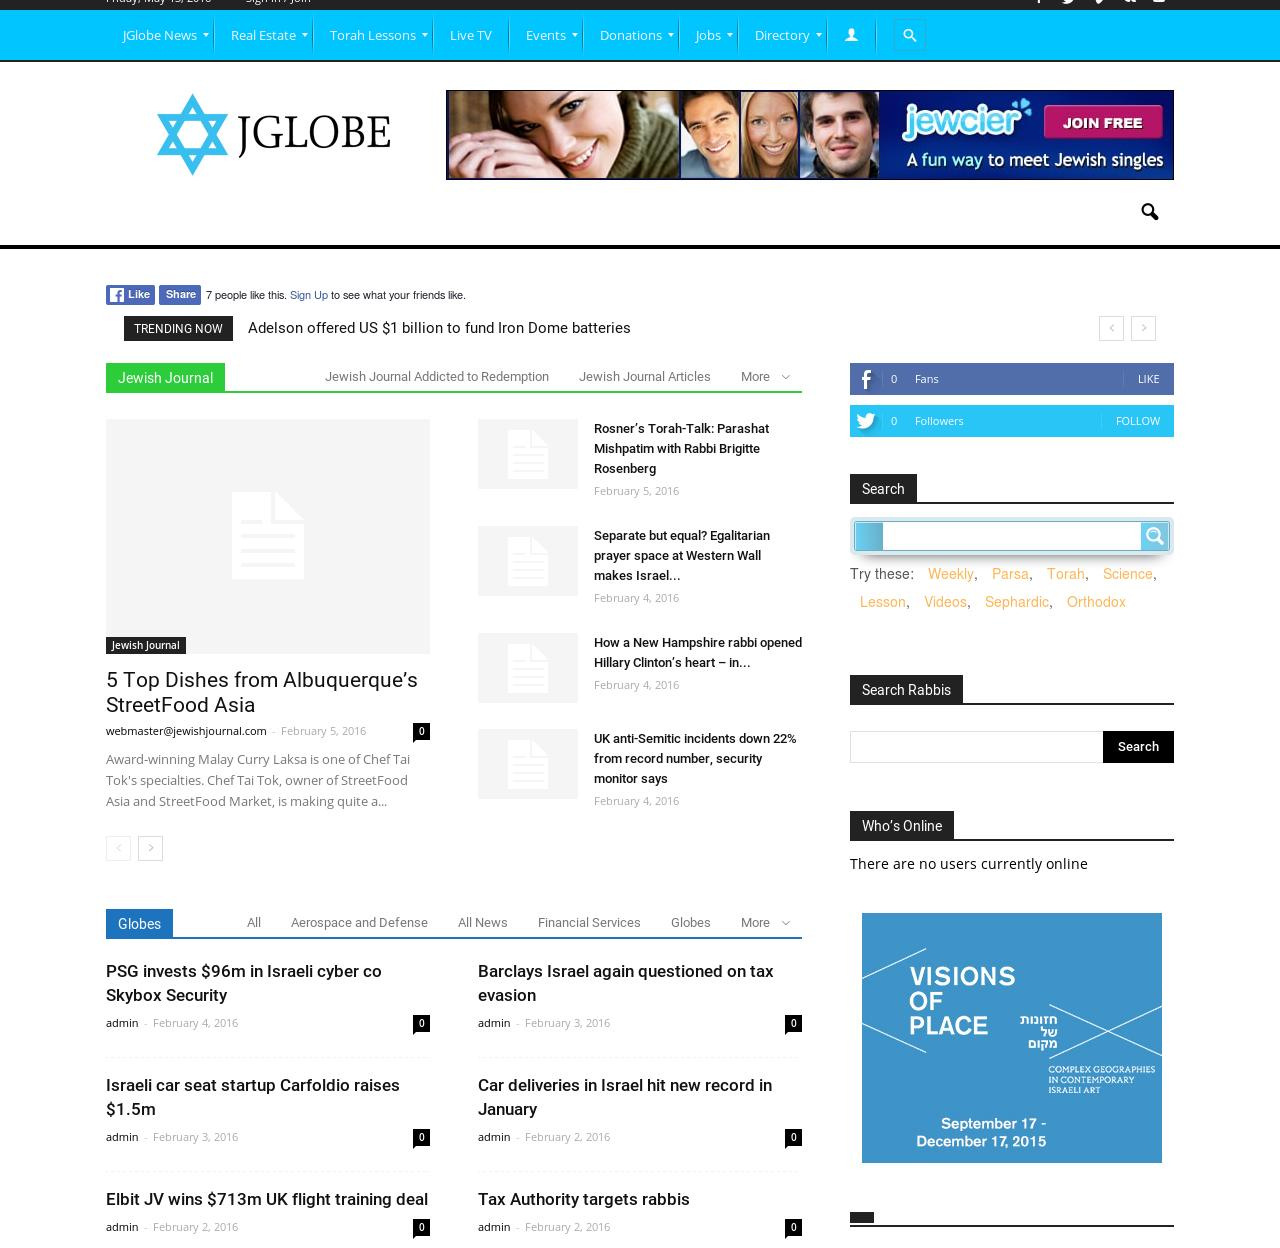 JGlobe News
Real Estate
Torah Lessons
Live TV
Events
Donations
Jobs
Directory
JGLOBE
jewcier
JOIN FREE
A fun way to meet Jewish singles
Like
Share
7 people like this. Sign Up to see what your friends like.
TRENDING NOW
Adelson offered US $1 billion to fund Iron Dome batteries
Jewish Journal
Jewish Journal Addicted to Redemption
Jewish Journal Articles
More
Jewish Journal
5 Top Dishes from Albuquerque’s
StreetFood Asia
webmaster@jewishjournal.com - February 5, 2016
0
Award-winning Malay Curry Laksa is one of Chef Tai
Tok's specialties. Chef Tai Tok, owner of StreetFood
Asia and StreetFood Market, is making quite a...
Rosner’s Torah-Talk: Parashat
Mishpatim with Rabbi Brigitte
Rosenberg
February 5, 2016
Separate but equal? Egalitarian
prayer space at Western Wall
makes Israel...
February 4, 2016
How a New Hampshire rabbi opened
Hillary Clinton’s heart – in...
February 4, 2016
UK anti-Semitic incidents down 22%
from record number, security
monitor says
February 4, 2016
0 Fans LIKE
0 Followers FOLLOW
Search
Try these: Weekly, Parsa, Torah, Science,
Lesson, Videos, Sephardic, Orthodox
Search Rabbis
Search
Who’s Online
There are no users currently online
Globes
All
Aerospace and Defense
All News
Financial Services
Globes
More
PSG invests $96m in Israeli cyber co
Skybox Security
admin - February 4, 2016
0
Barclays Israel again questioned on tax
evasion
admin - February 3, 2016
0
Israeli car seat startup Carfoldio raises
$1.5m
admin - February 3, 2016
0
Car deliveries in Israel hit new record in
January
admin - February 2, 2016
0
Elbit JV wins $713m UK flight training deal
admin - February 2, 2016
0
Tax Authority targets rabbis
admin - February 2, 2016
0
VISIONS
OF
PLACE
חזונות
של
מקום
COMPLEX GEOGRAPHIES
IN CONTEMPORARY
ISRAELI ART
September 17 -
December 17, 2015